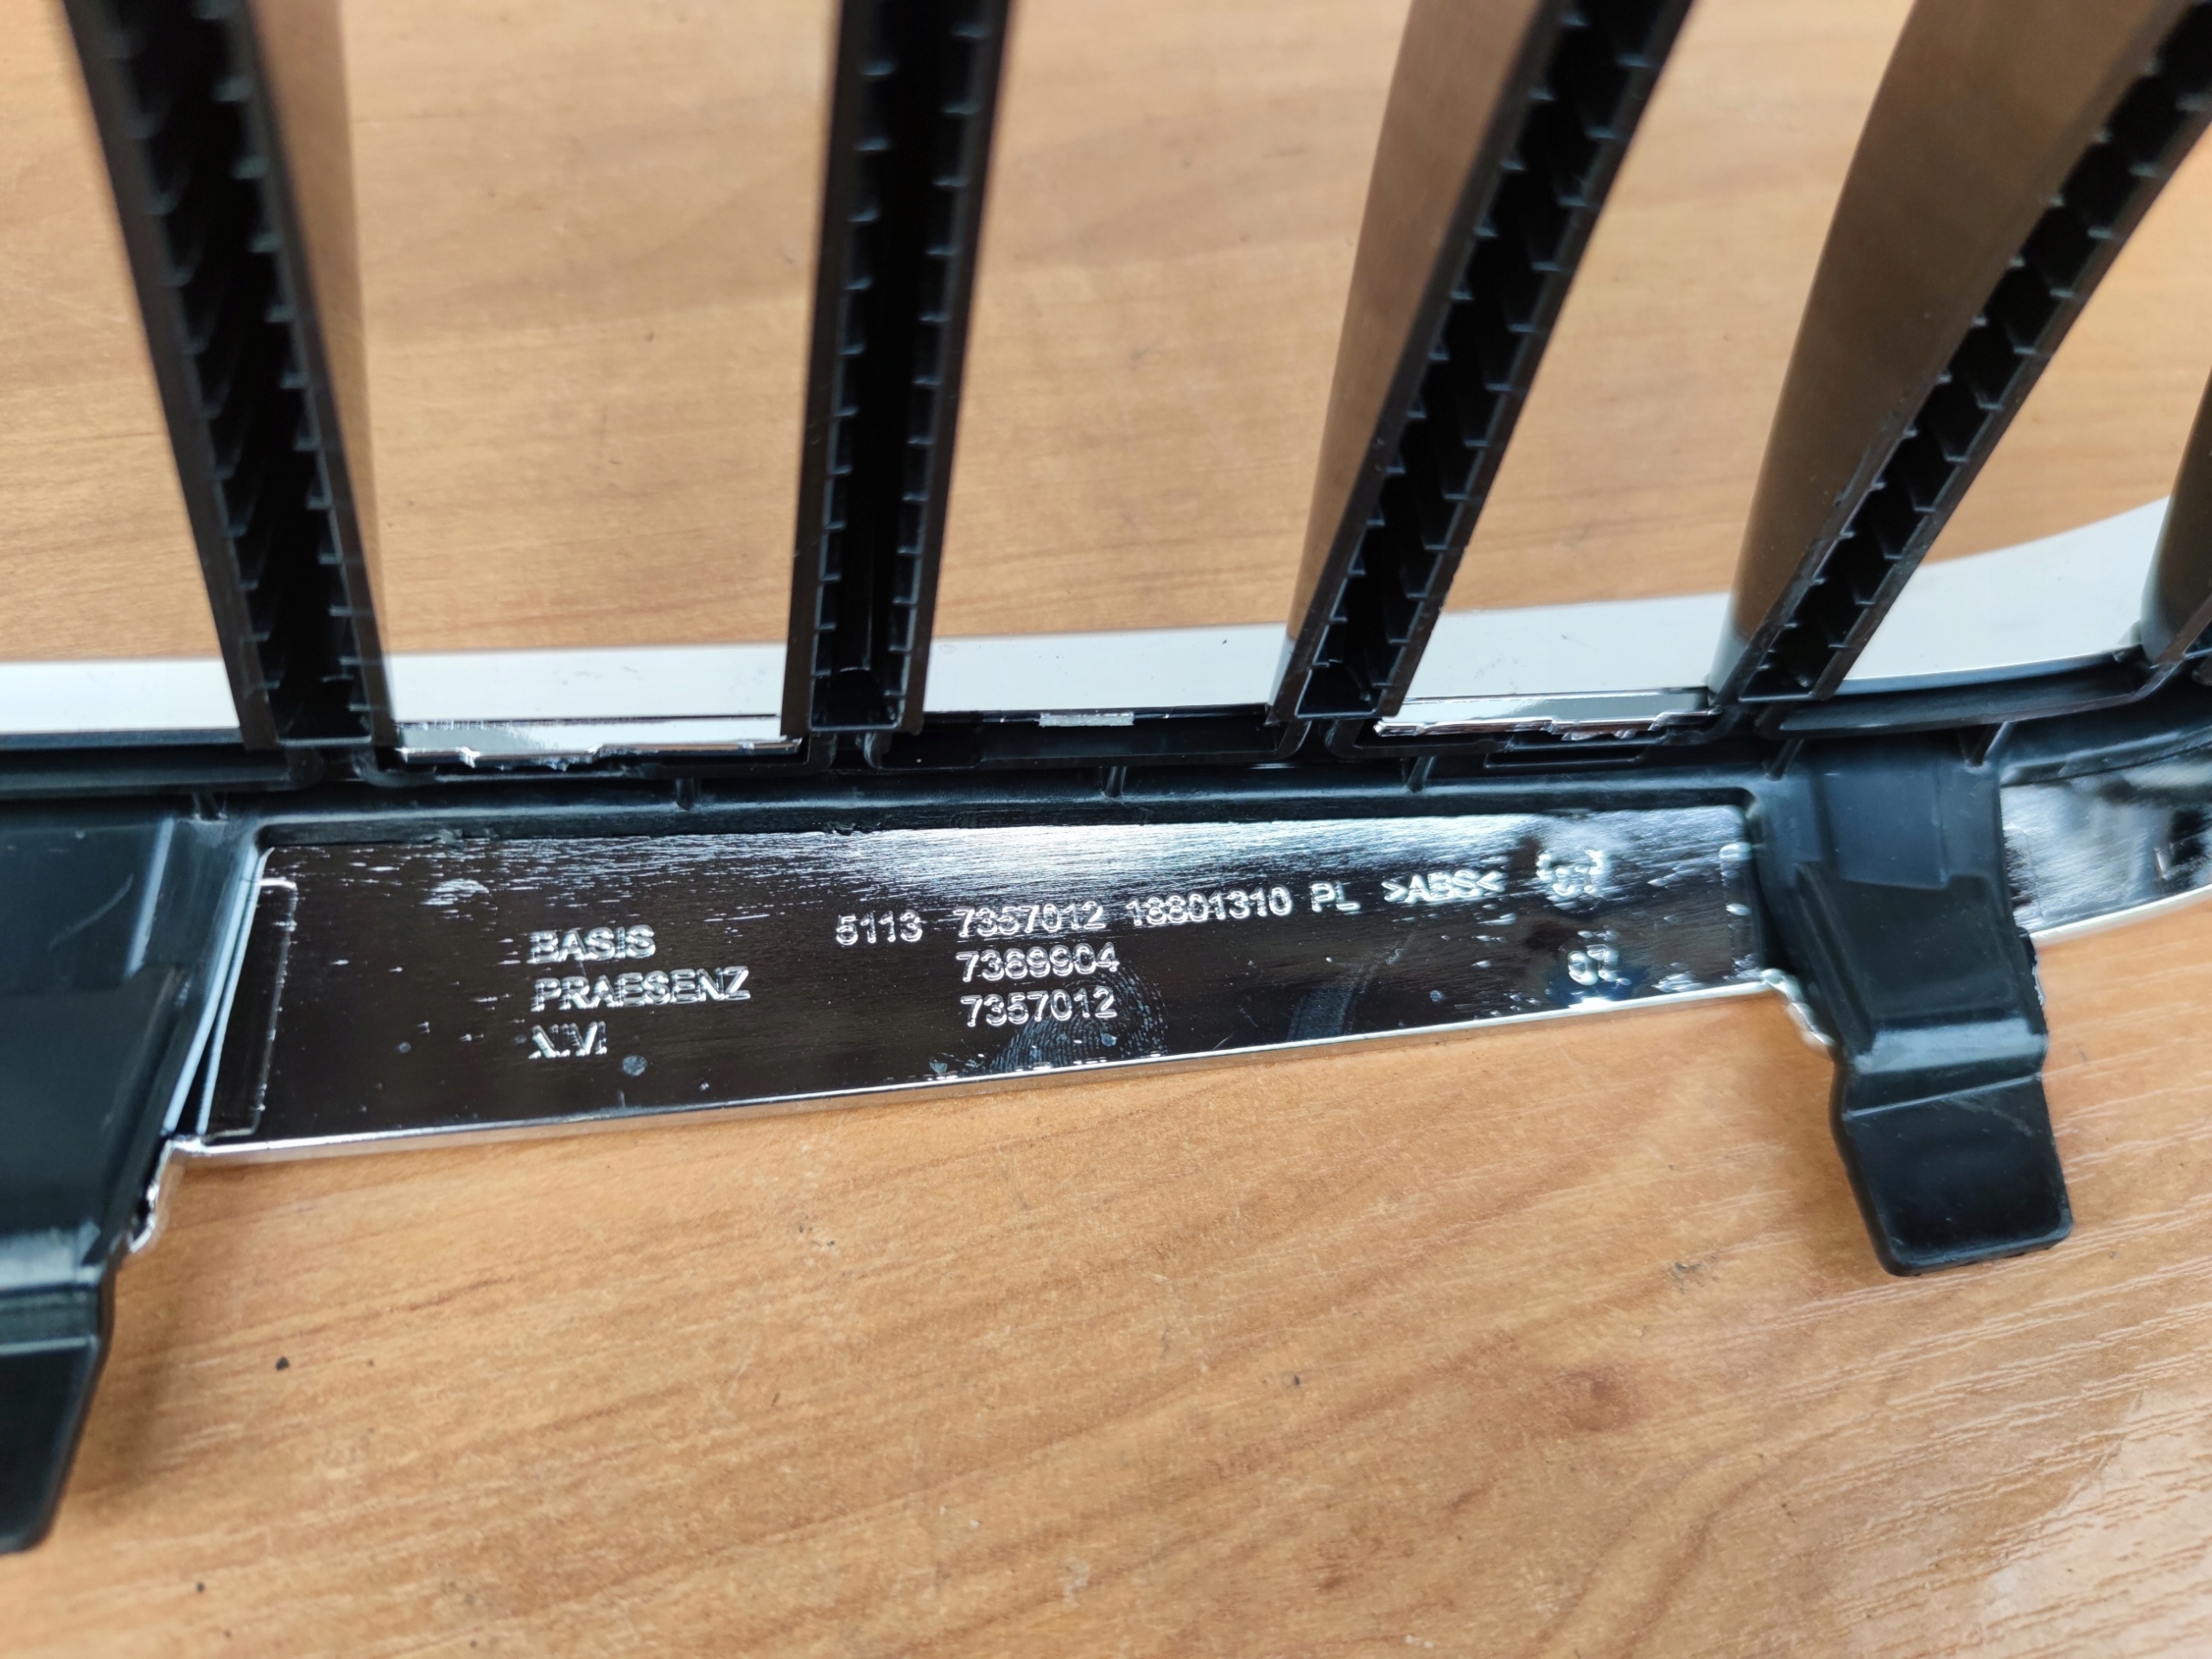 BASIS 5113 7357012 18801310 PL >ABS<
PRAESENZ 7369904
7357012